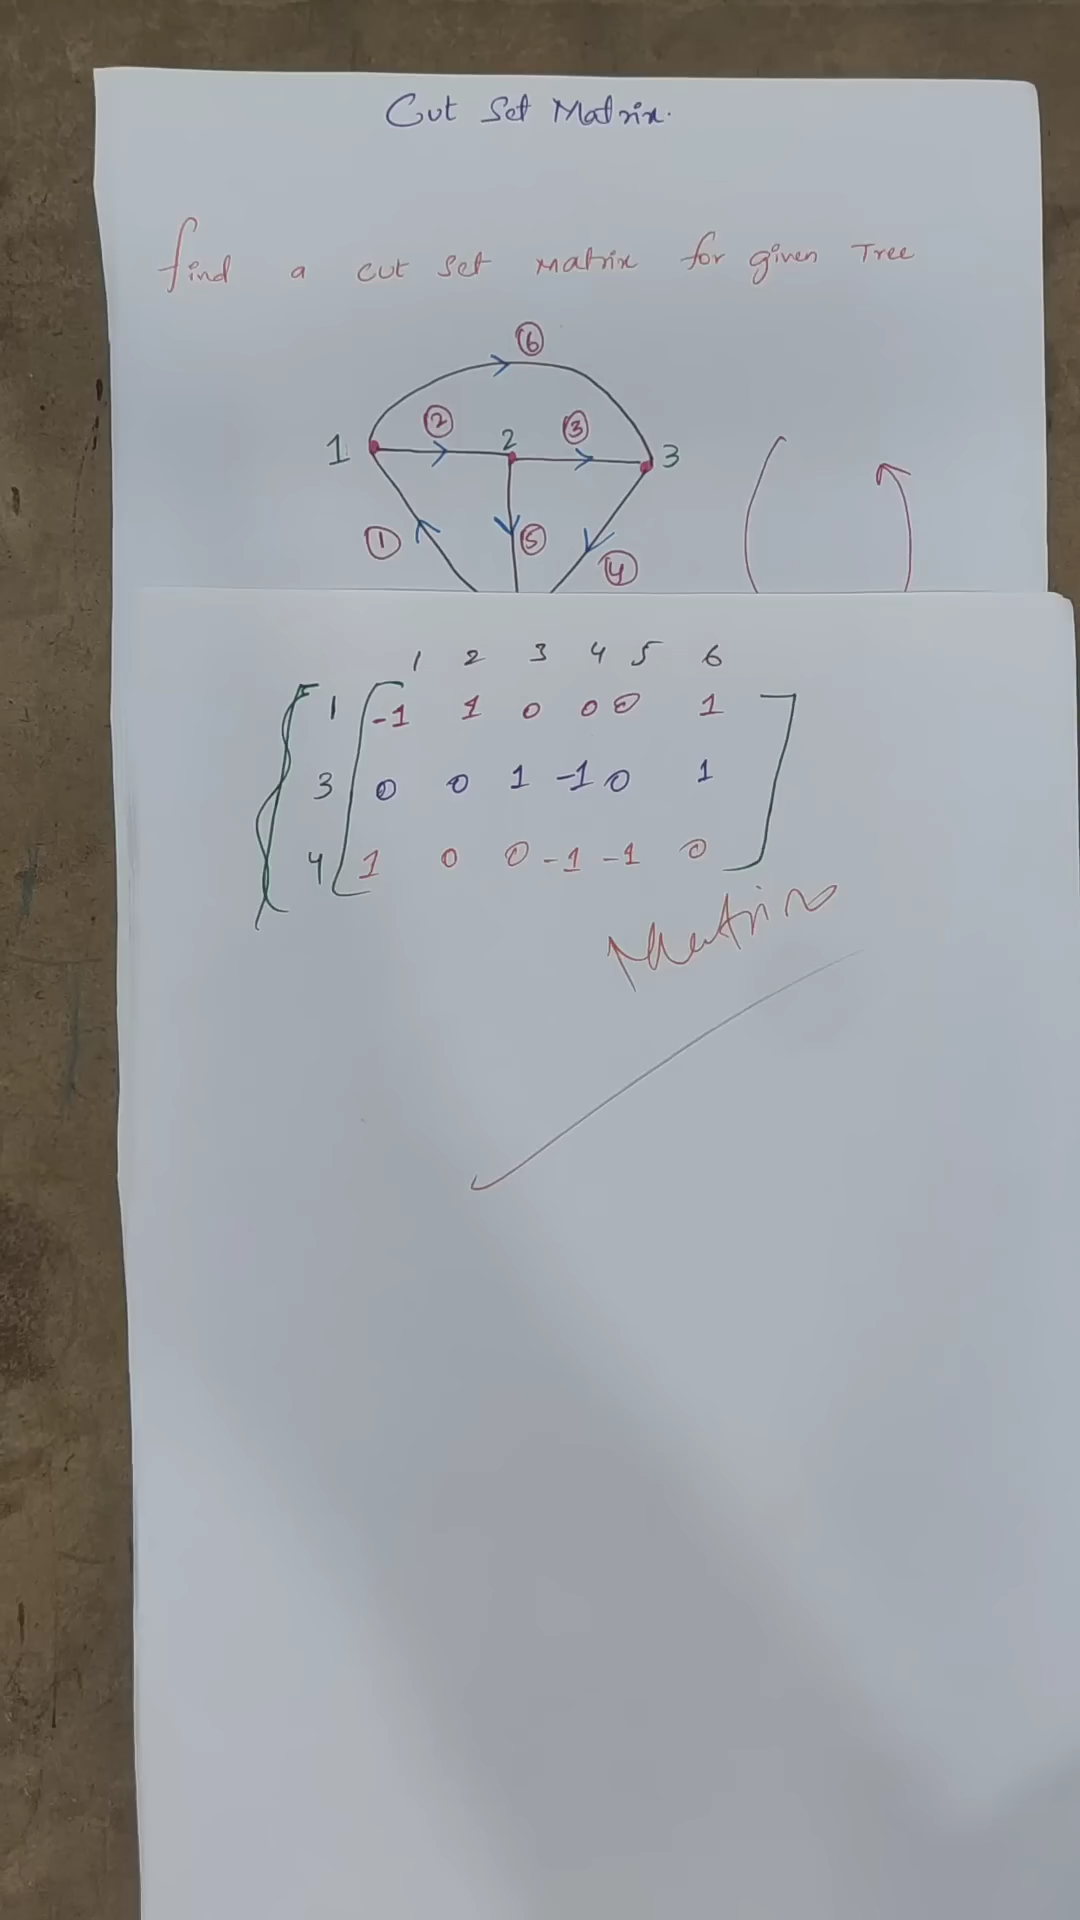 Cut Set Matrix.
find a cut set matrix for given Tree
6
1 2 2 3 3
1 5 4
1 2 3 4 5 6
1 -1 1 0 0 0 1
3 0 0 1 -1 0 1
4 1 0 0 -1 -1 0